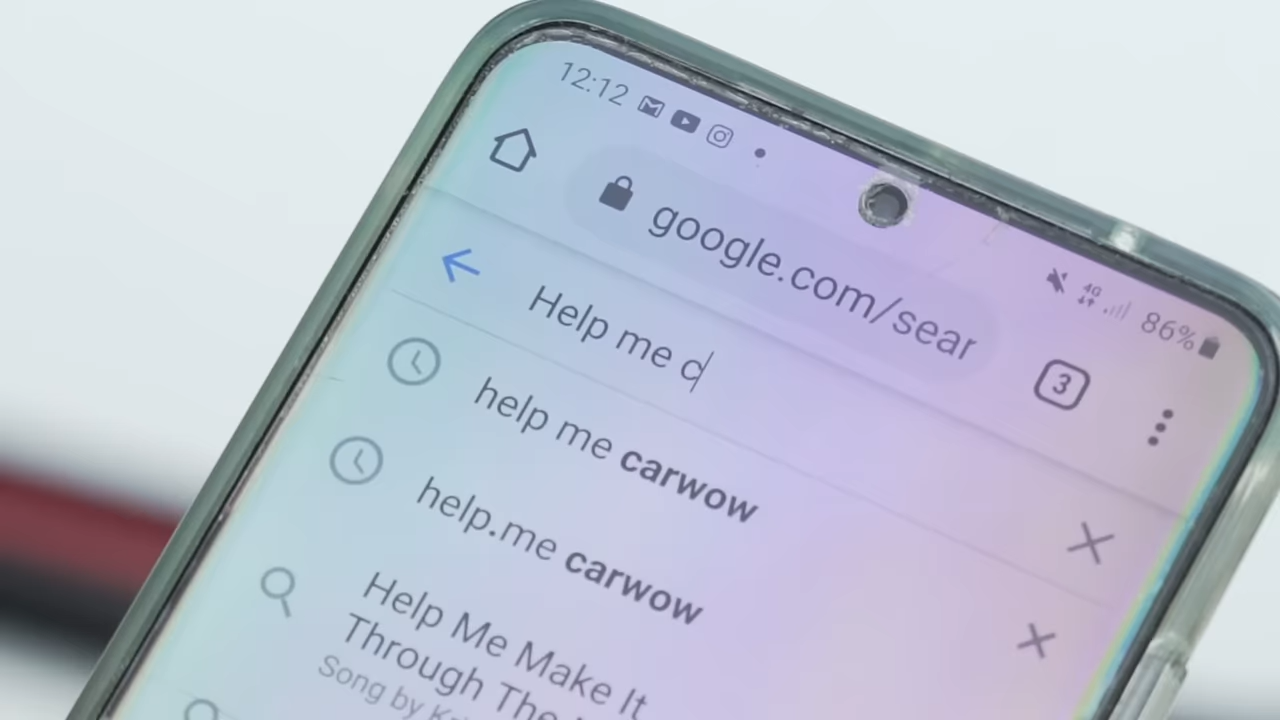 12:12
4G 86%
google.com/sear
3
Help me c
help me carwow
help.me carwow
Help Me Make It
Through The
Song by